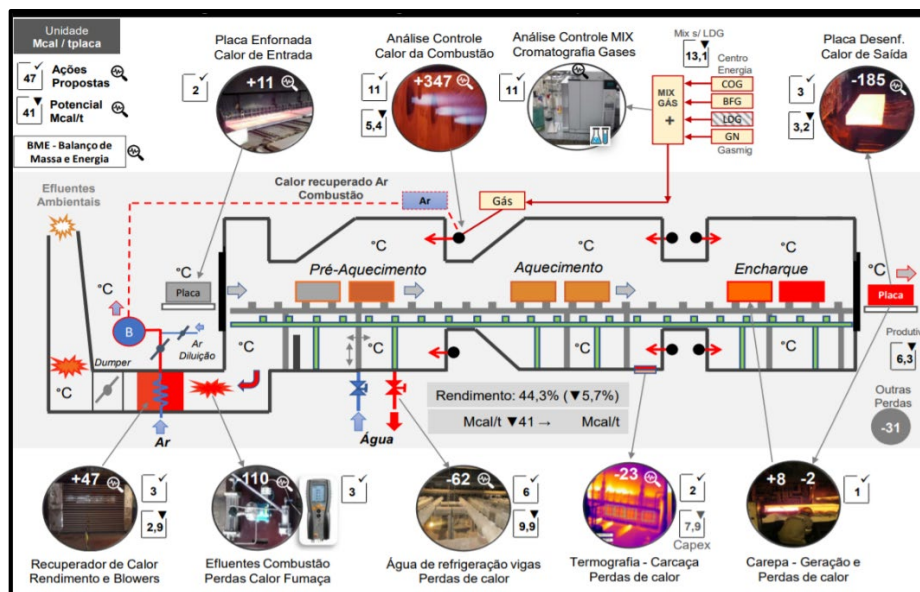 Unidade
Mcal / tplaca
47
Ações
Propostas
41
Potencial
Mcal/t
BME - Balanço de
Massa e Energia
Placa Enfornada
Calor de Entrada
2
+11
Análise Controle
Calor da Combustão
11
5,4
+347
Análise Controle MIX
Cromatografia Gases
11
Mix s/ LDG
13,1
Centro
Energia
MIX
GÁS
+
COG
BFG
LDG
GN
Gasmig
Placa Desenf.
Calor de Saída
3
3,2
-185
Efluentes
Ambientais
Calor recuperado Ar
Combustão
Ar
Gás
°C
°C
°C
°C
°C
°C
Pré-Aquecimento
Aquecimento
Encharque
Placa
Placa
B
Ar
Diluição
Dumper
°C
°C
°C
°C
Ar
Água
Rendimento: 44,3% (▼5,7%)
Mcal/t ▼41 → Mcal/t
6,3
Outras
Perdas
-31
+47
3
2,9
Recuperador de Calor
Rendimento e Blowers
-110
3
Efluentes Combustão
Perdas Calor Fumaça
-62
6
9,9
Água de refrigeração vigas
Perdas de calor
-23
2
7,9
Capex
Termografia - Carcaça
Perdas de calor
+8 -2
1
Carepa - Geração e
Perdas de calor